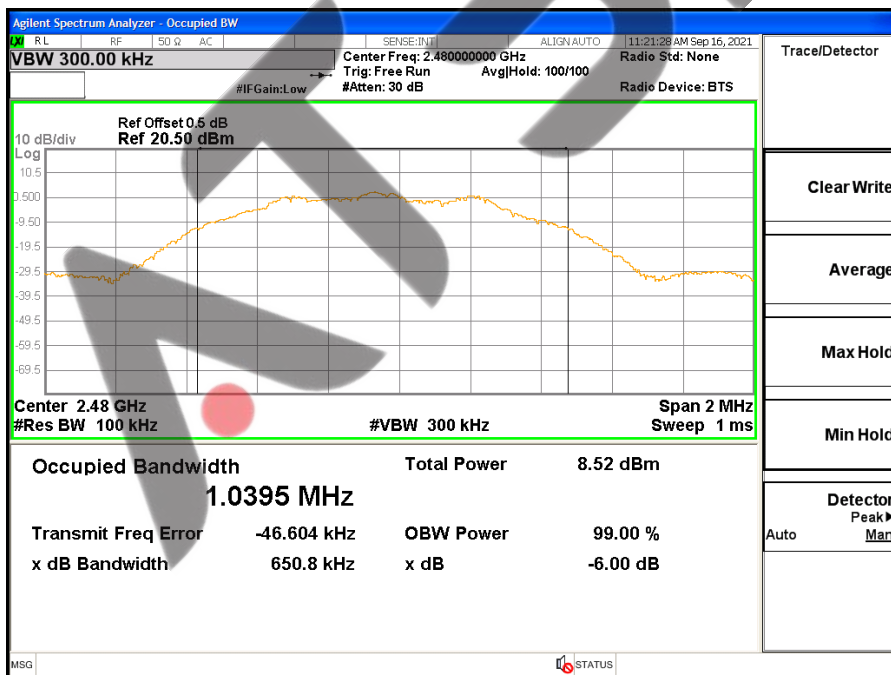 Agilent Spectrum Analyzer - Occupied BW
LXI RL RF 50 Ω AC SENSE:INT ALIGN AUTO 11:21:28 AM Sep 16, 2021
VBW 300.00 kHz
Center Freq: 2.480000000 GHz Radio Std: None
Trig: Free Run Avg|Hold: 100/100
#IFGain:Low #Atten: 30 dB Radio Device: BTS
Ref Offset 0.5 dB
10 dB/div Ref 20.50 dBm
Log
10.5
0.500
-9.50
-19.5
-29.5
-39.5
-49.5
-59.5
-69.5
Center 2.48 GHz Span 2 MHz
#Res BW 100 kHz #VBW 300 kHz Sweep 1 ms
Occupied Bandwidth Total Power 8.52 dBm
1.0395 MHz
Transmit Freq Error -46.604 kHz OBW Power 99.00 %
x dB Bandwidth 650.8 kHz x dB -6.00 dB
MSG STATUS
Trace/Detector
Clear Write
Average
Max Hold
Min Hold
Detector
Peak▶
Auto Man